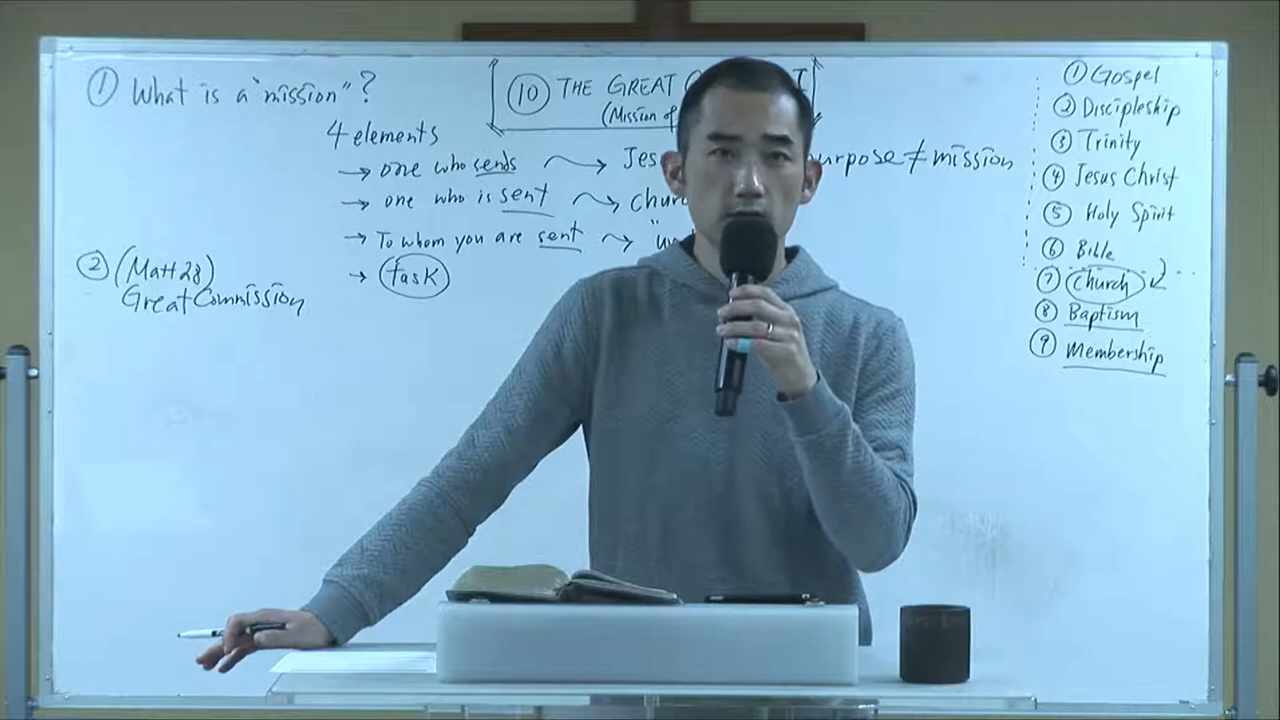 ① What is a "mission"?
4 elements
→ one who sends → Jes
→ one who is sent → chur
→ To whom you are sent →
→ task
② (Matt 28)
Great Commission
⑩ THE GREAT
(Mission of
urpose ≠ mission
① Gospel
② Discipleship
③ Trinity
④ Jesus Christ
⑤ Holy Spirit
⑥ Bible
⑦ Church
⑧ Baptism
⑨ Membership